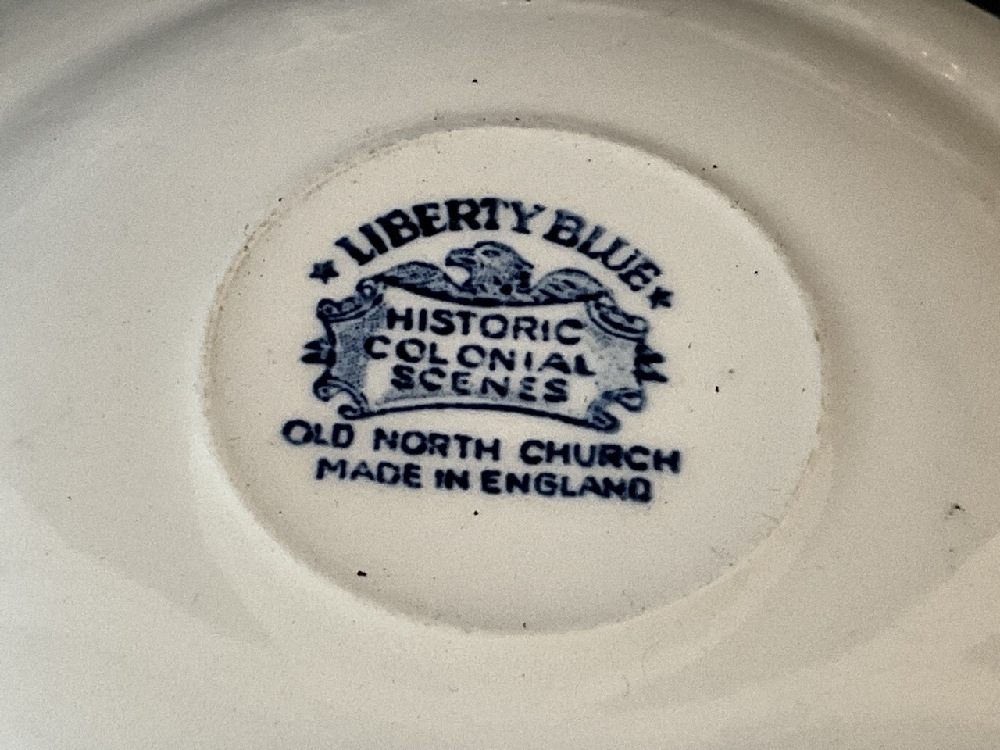 LIBERTY BLUE
HISTORIC
COLONIAL
SCENES
OLD NORTH CHURCH
MADE IN ENGLAND